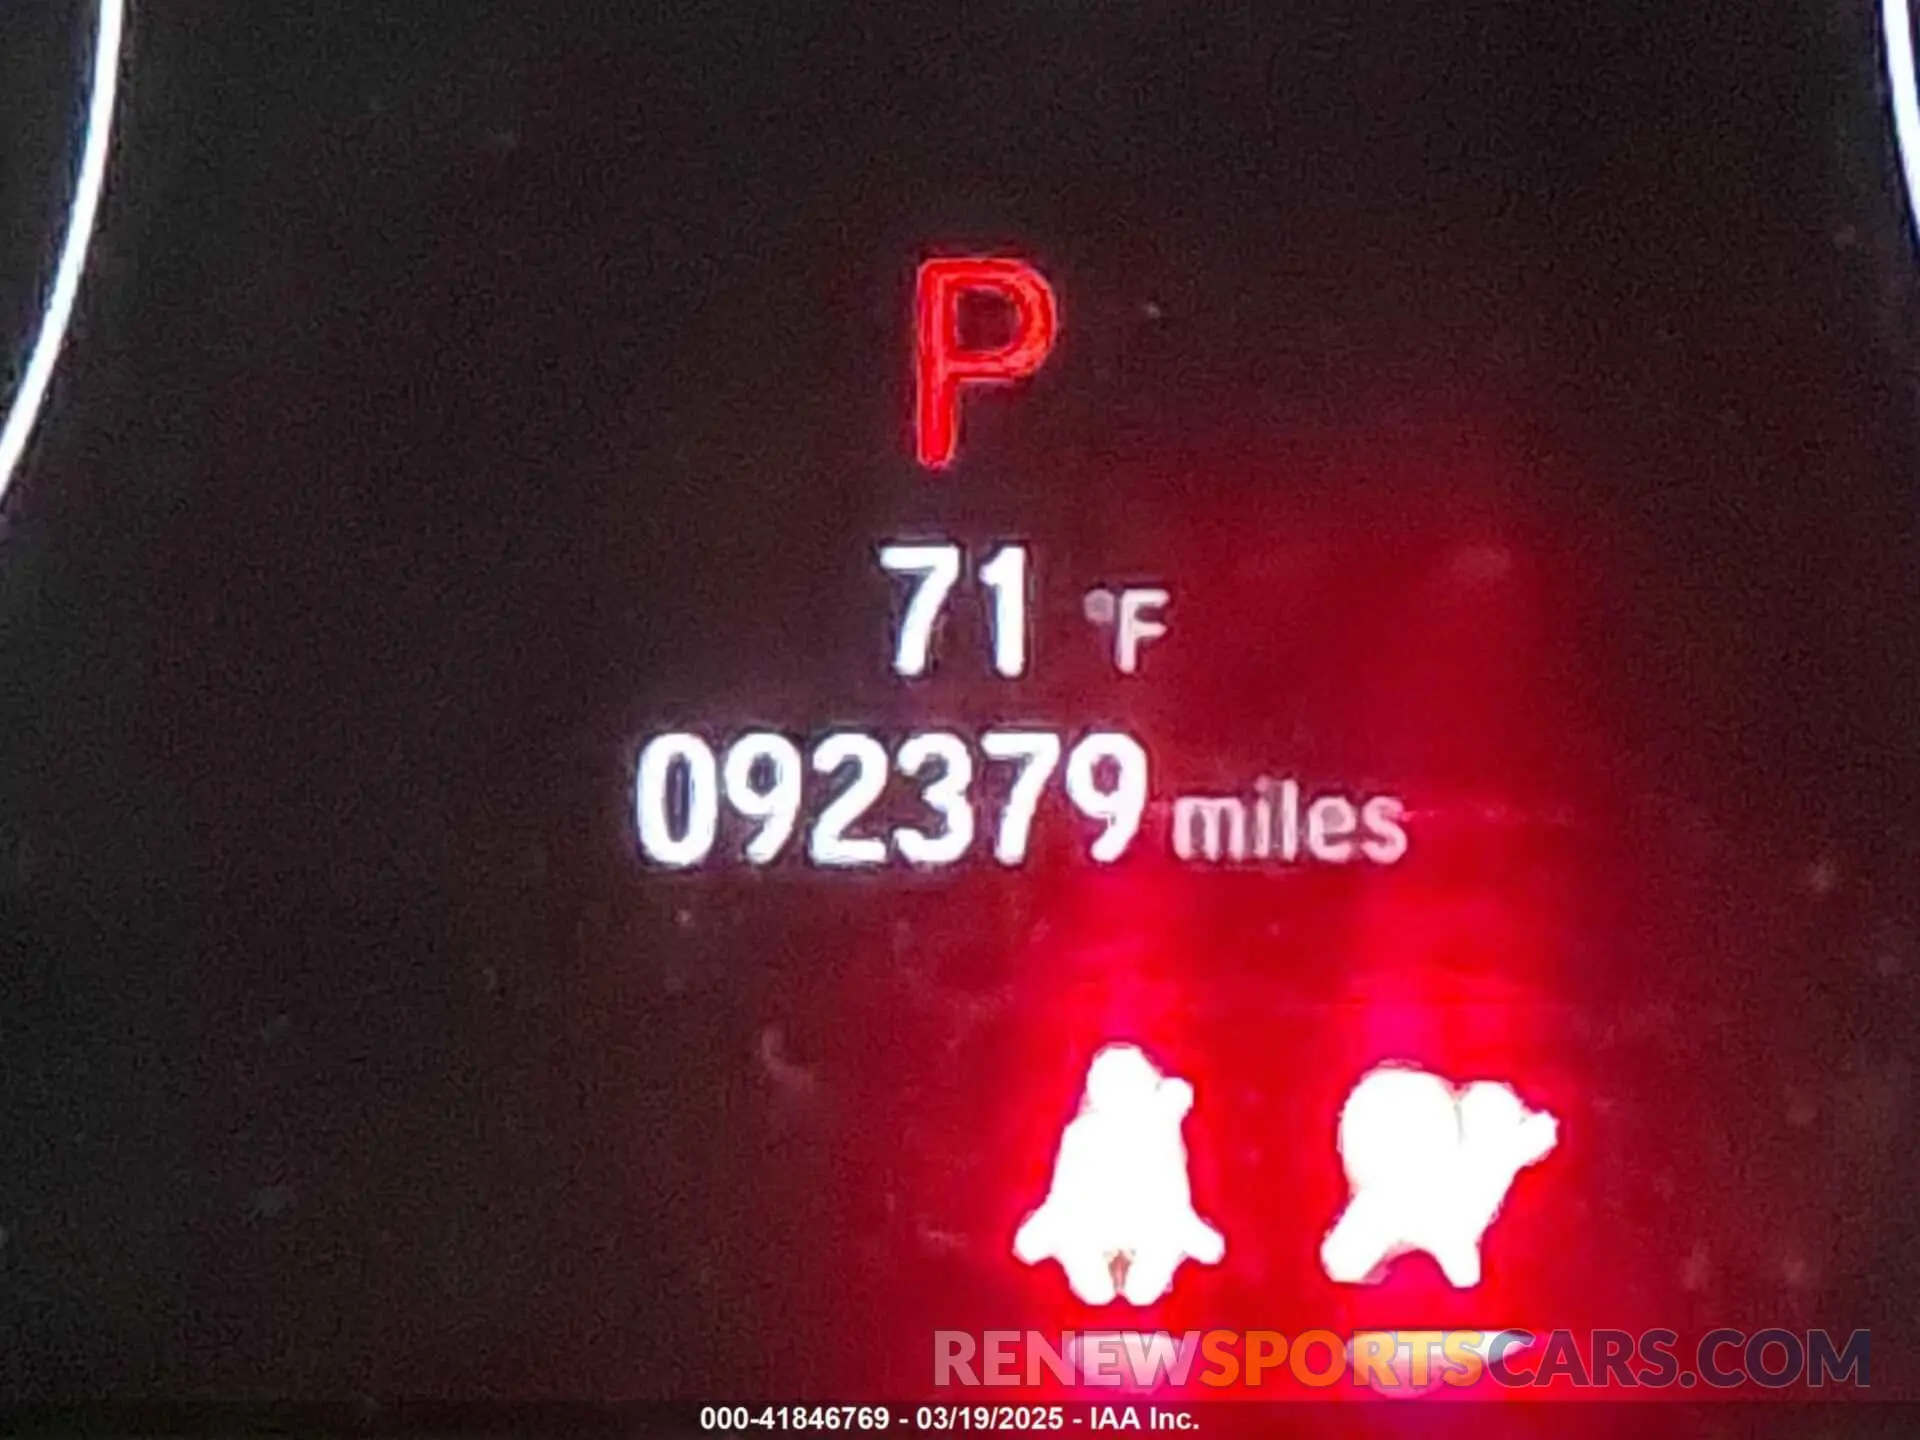 P
71 °F
092379 miles
RENEWSPORTSCARS.COM
000-41846769 - 03/19/2025 - IAA Inc.